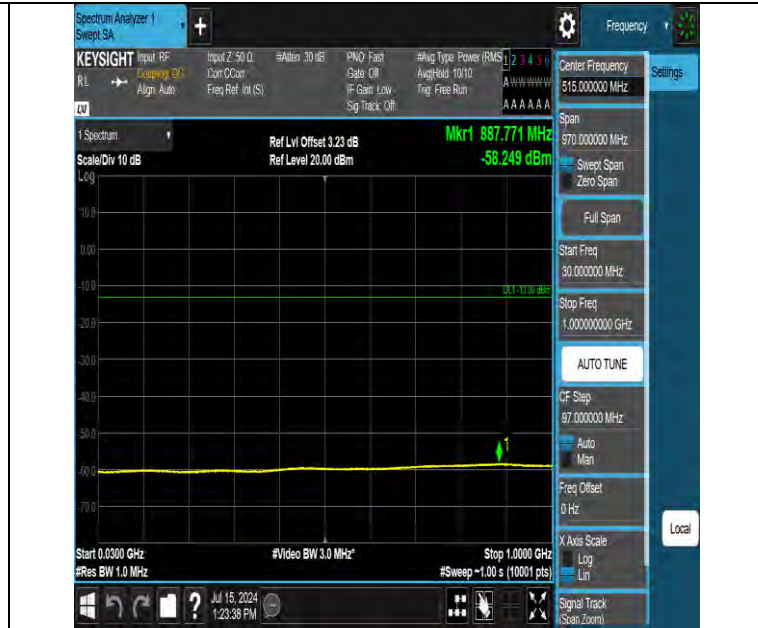 Spectrum Analyzer 1
Swept SA
+
Frequency
KEYSIGHT
RL
Input: RF
Coupling: DC
Align: Auto
Input Z: 50 Ω
Corr CCorr
Freq Ref: Int (S)
#Atten: 30 dB
PNO: Fast
Gate: Off
IF Gain: Low
Sig Track: Off
#Avg Type: Power (RMS
Avg|Hold: 10/10
Trig: Free Run
1 2 3 4 5 6
A W W W W W
A A A A A A
LXI
1 Spectrum
Scale/Div 10 dB
Ref Lvl Offset 3.23 dB
Ref Level 20.00 dBm
Mkr1 887.771 MHz
-58.249 dBm
Log
10.0
0.00
-10.0
-20.0
-30.0
-40.0
-50.0
-60.0
-70.0
DL1 -13.00 dBm
1
Start 0.0300 GHz
#Res BW 1.0 MHz
#Video BW 3.0 MHz*
Stop 1.0000 GHz
#Sweep ~1.00 s (10001 pts)
?
Jul 15, 2024
1:23:38 PM
Center Frequency
515.000000 MHz
Span
970.000000 MHz
Swept Span
Zero Span
Full Span
Start Freq
30.000000 MHz
Stop Freq
1.000000000 GHz
AUTO TUNE
CF Step
97.000000 MHz
Auto
Man
Freq Offset
0 Hz
X Axis Scale
Log
Lin
Signal Track
(Span Zoom)
Settings
Local